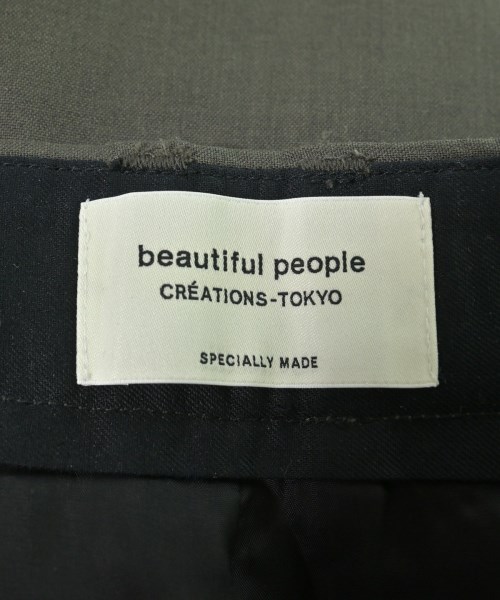 beautiful people
CRÉATIONS-TOKYO
SPECIALLY MADE